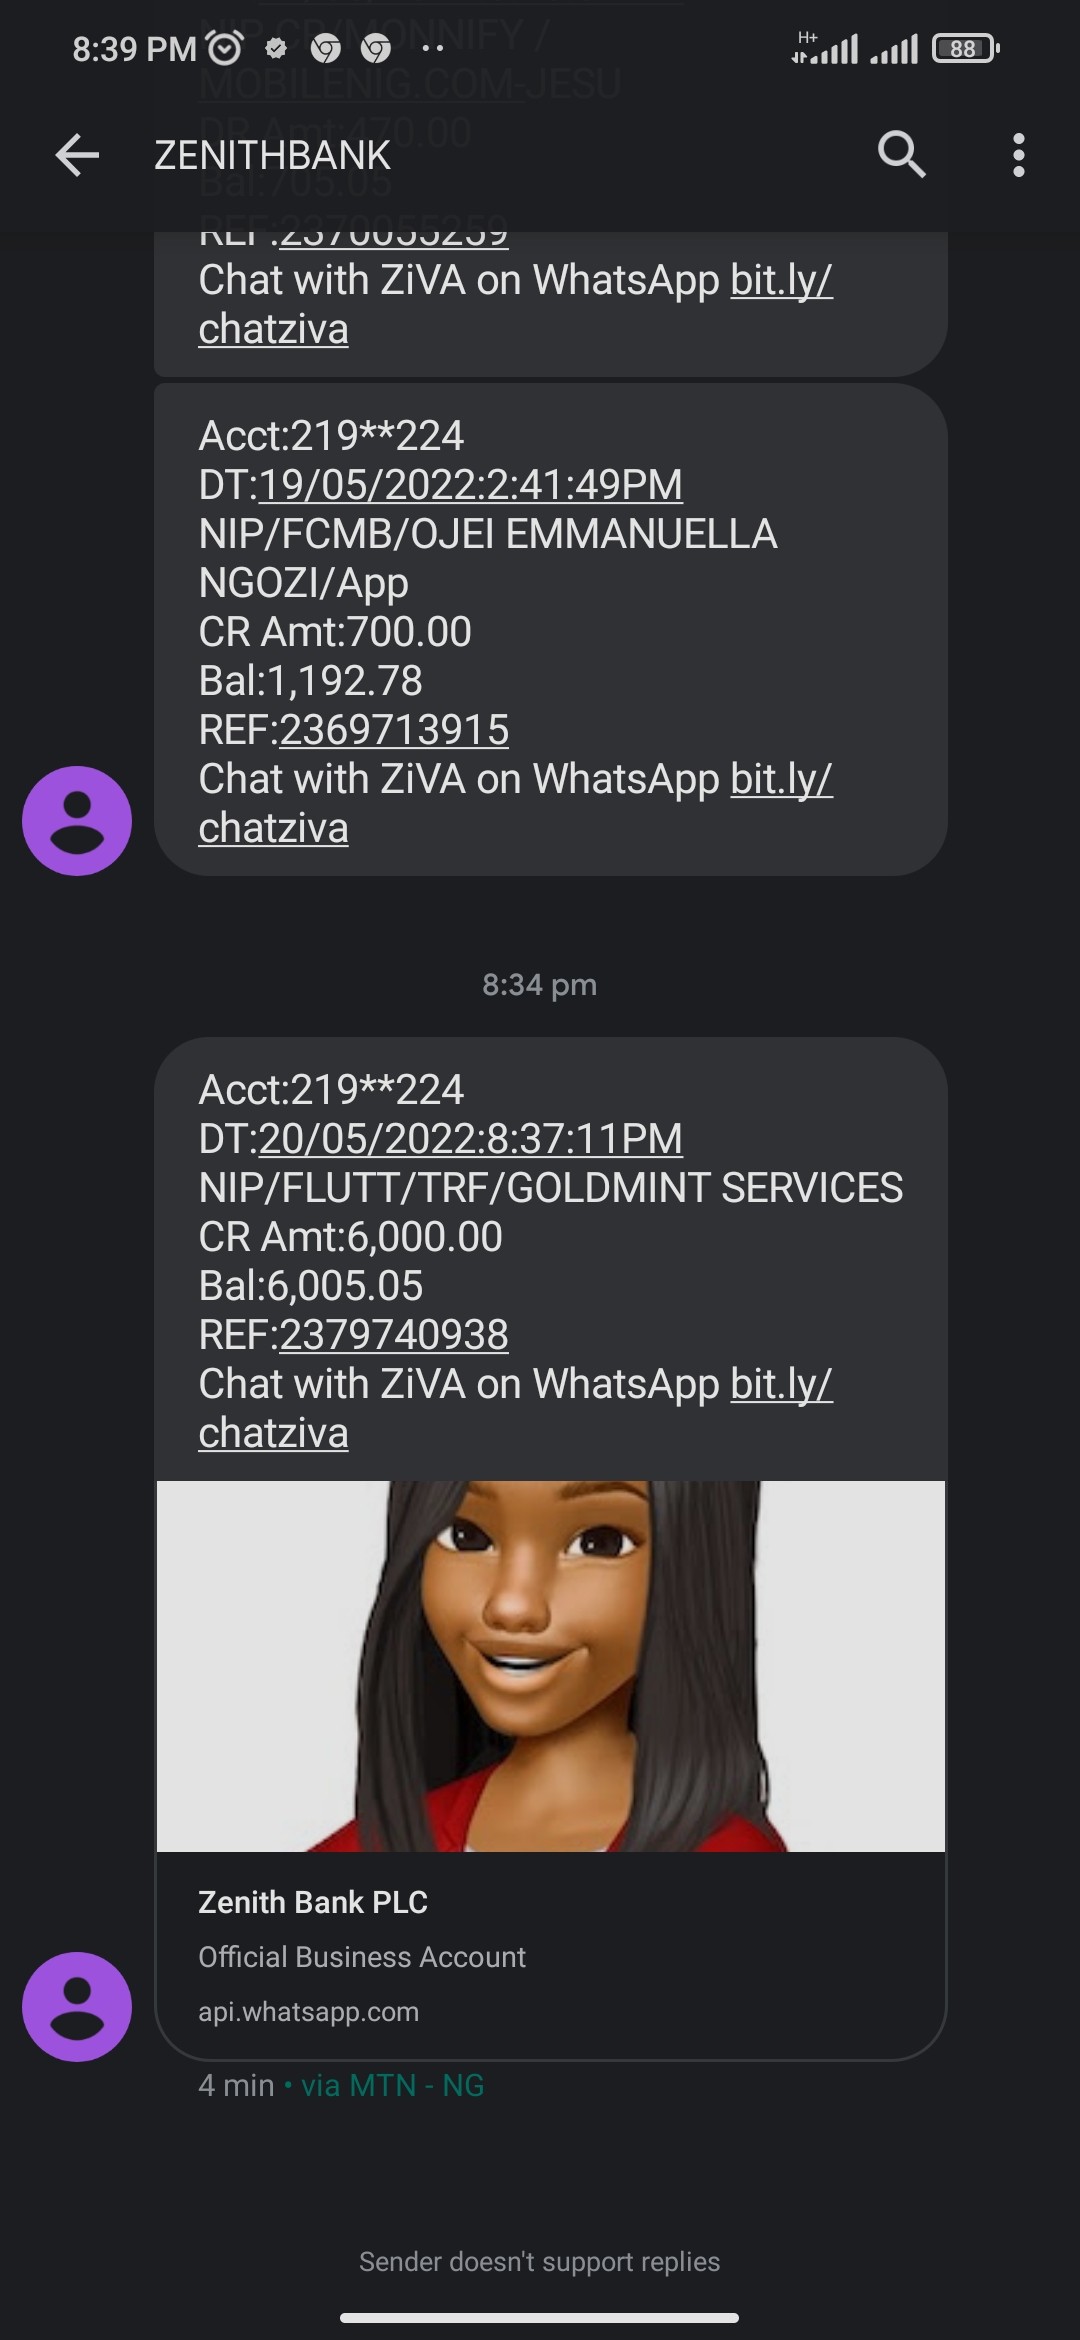 8:39 PM
H+
88
NIP CR/MONNIFY /
MOBILENIG.COM-JESU
DR Amt:470.00
ZENITHBANK
Bal:705.05
REF:2370055259
Chat with ZiVA on WhatsApp bit.ly/
chatziva
Acct:219**224
DT:19/05/2022:2:41:49PM
NIP/FCMB/OJEI EMMANUELLA
NGOZI/App
CR Amt:700.00
Bal:1,192.78
REF:2369713915
Chat with ZiVA on WhatsApp bit.ly/
chatziva
8:34 pm
Acct:219**224
DT:20/05/2022:8:37:11PM
NIP/FLUTT/TRF/GOLDMINT SERVICES
CR Amt:6,000.00
Bal:6,005.05
REF:2379740938
Chat with ZiVA on WhatsApp bit.ly/
chatziva
Zenith Bank PLC
Official Business Account
api.whatsapp.com
4 min • via MTN - NG
Sender doesn't support replies